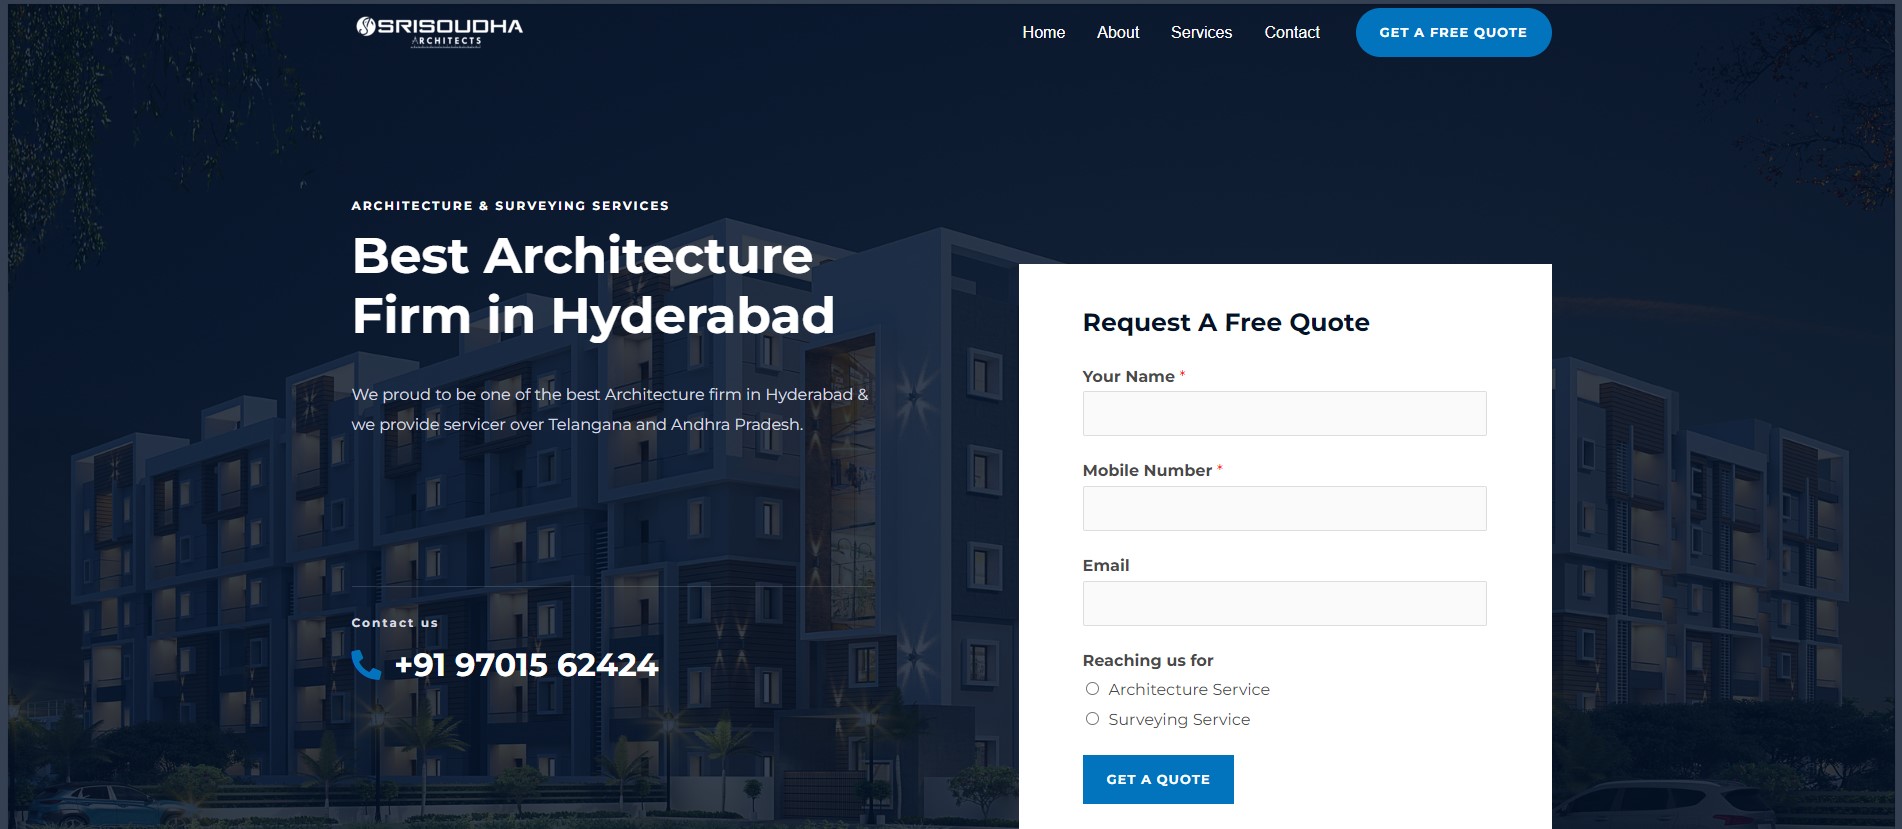 SRISOUDHA
ARCHITECTS
Home About Services Contact GET A FREE QUOTE
ARCHITECTURE & SURVEYING SERVICES
Best Architecture
Firm in Hyderabad
We proud to be one of the best Architecture firm in Hyderabad &
we provide servicer over Telangana and Andhra Pradesh.
Contact us
+91 97015 62424
Request A Free Quote
Your Name *
Mobile Number *
Email
Reaching us for
Architecture Service
Surveying Service
GET A QUOTE